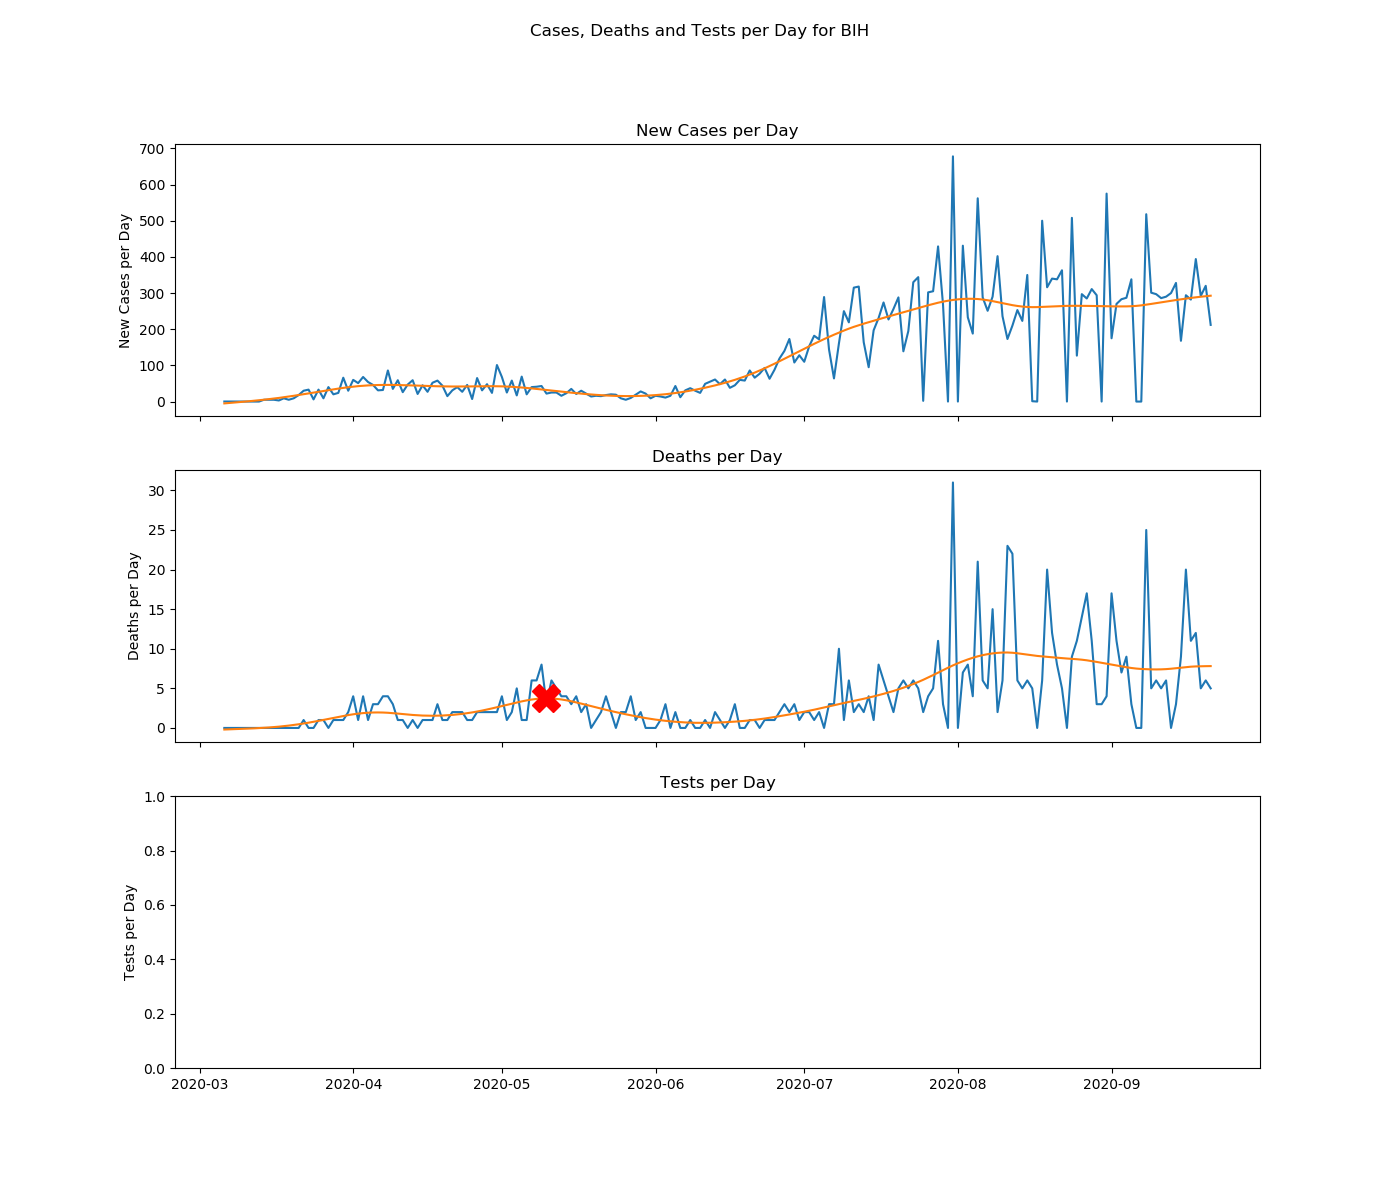 Cases, Deaths and Tests per Day for BIH
New Cases per Day
New Cases per Day
700
600
500
400
300
200
100
0
Deaths per Day
Deaths per Day
30
25
20
15
10
5
0
Tests per Day
Tests per Day
1.0
0.8
0.6
0.4
0.2
0.0
2020-03 2020-04 2020-05 2020-06 2020-07 2020-08 2020-09